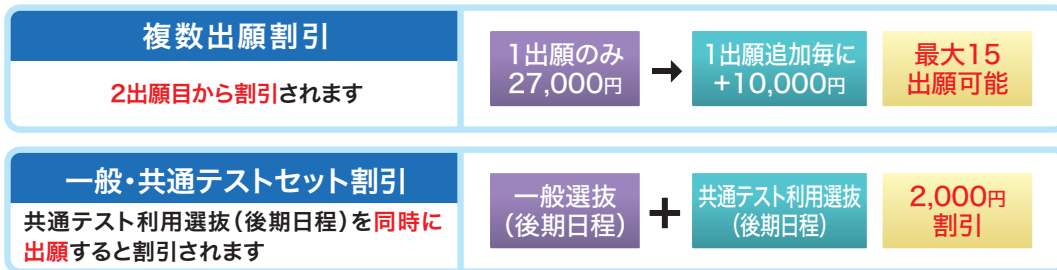 複数出願割引
2出願目から割引されます
1出願のみ
27,000円
→
1出願追加毎に
+10,000円
最大15
出願可能
一般・共通テストセット割引
共通テスト利用選抜(後期日程)を同時に
出願すると割引されます
一般選抜
(後期日程)
+
共通テスト利用選抜
(後期日程)
2,000円
割引